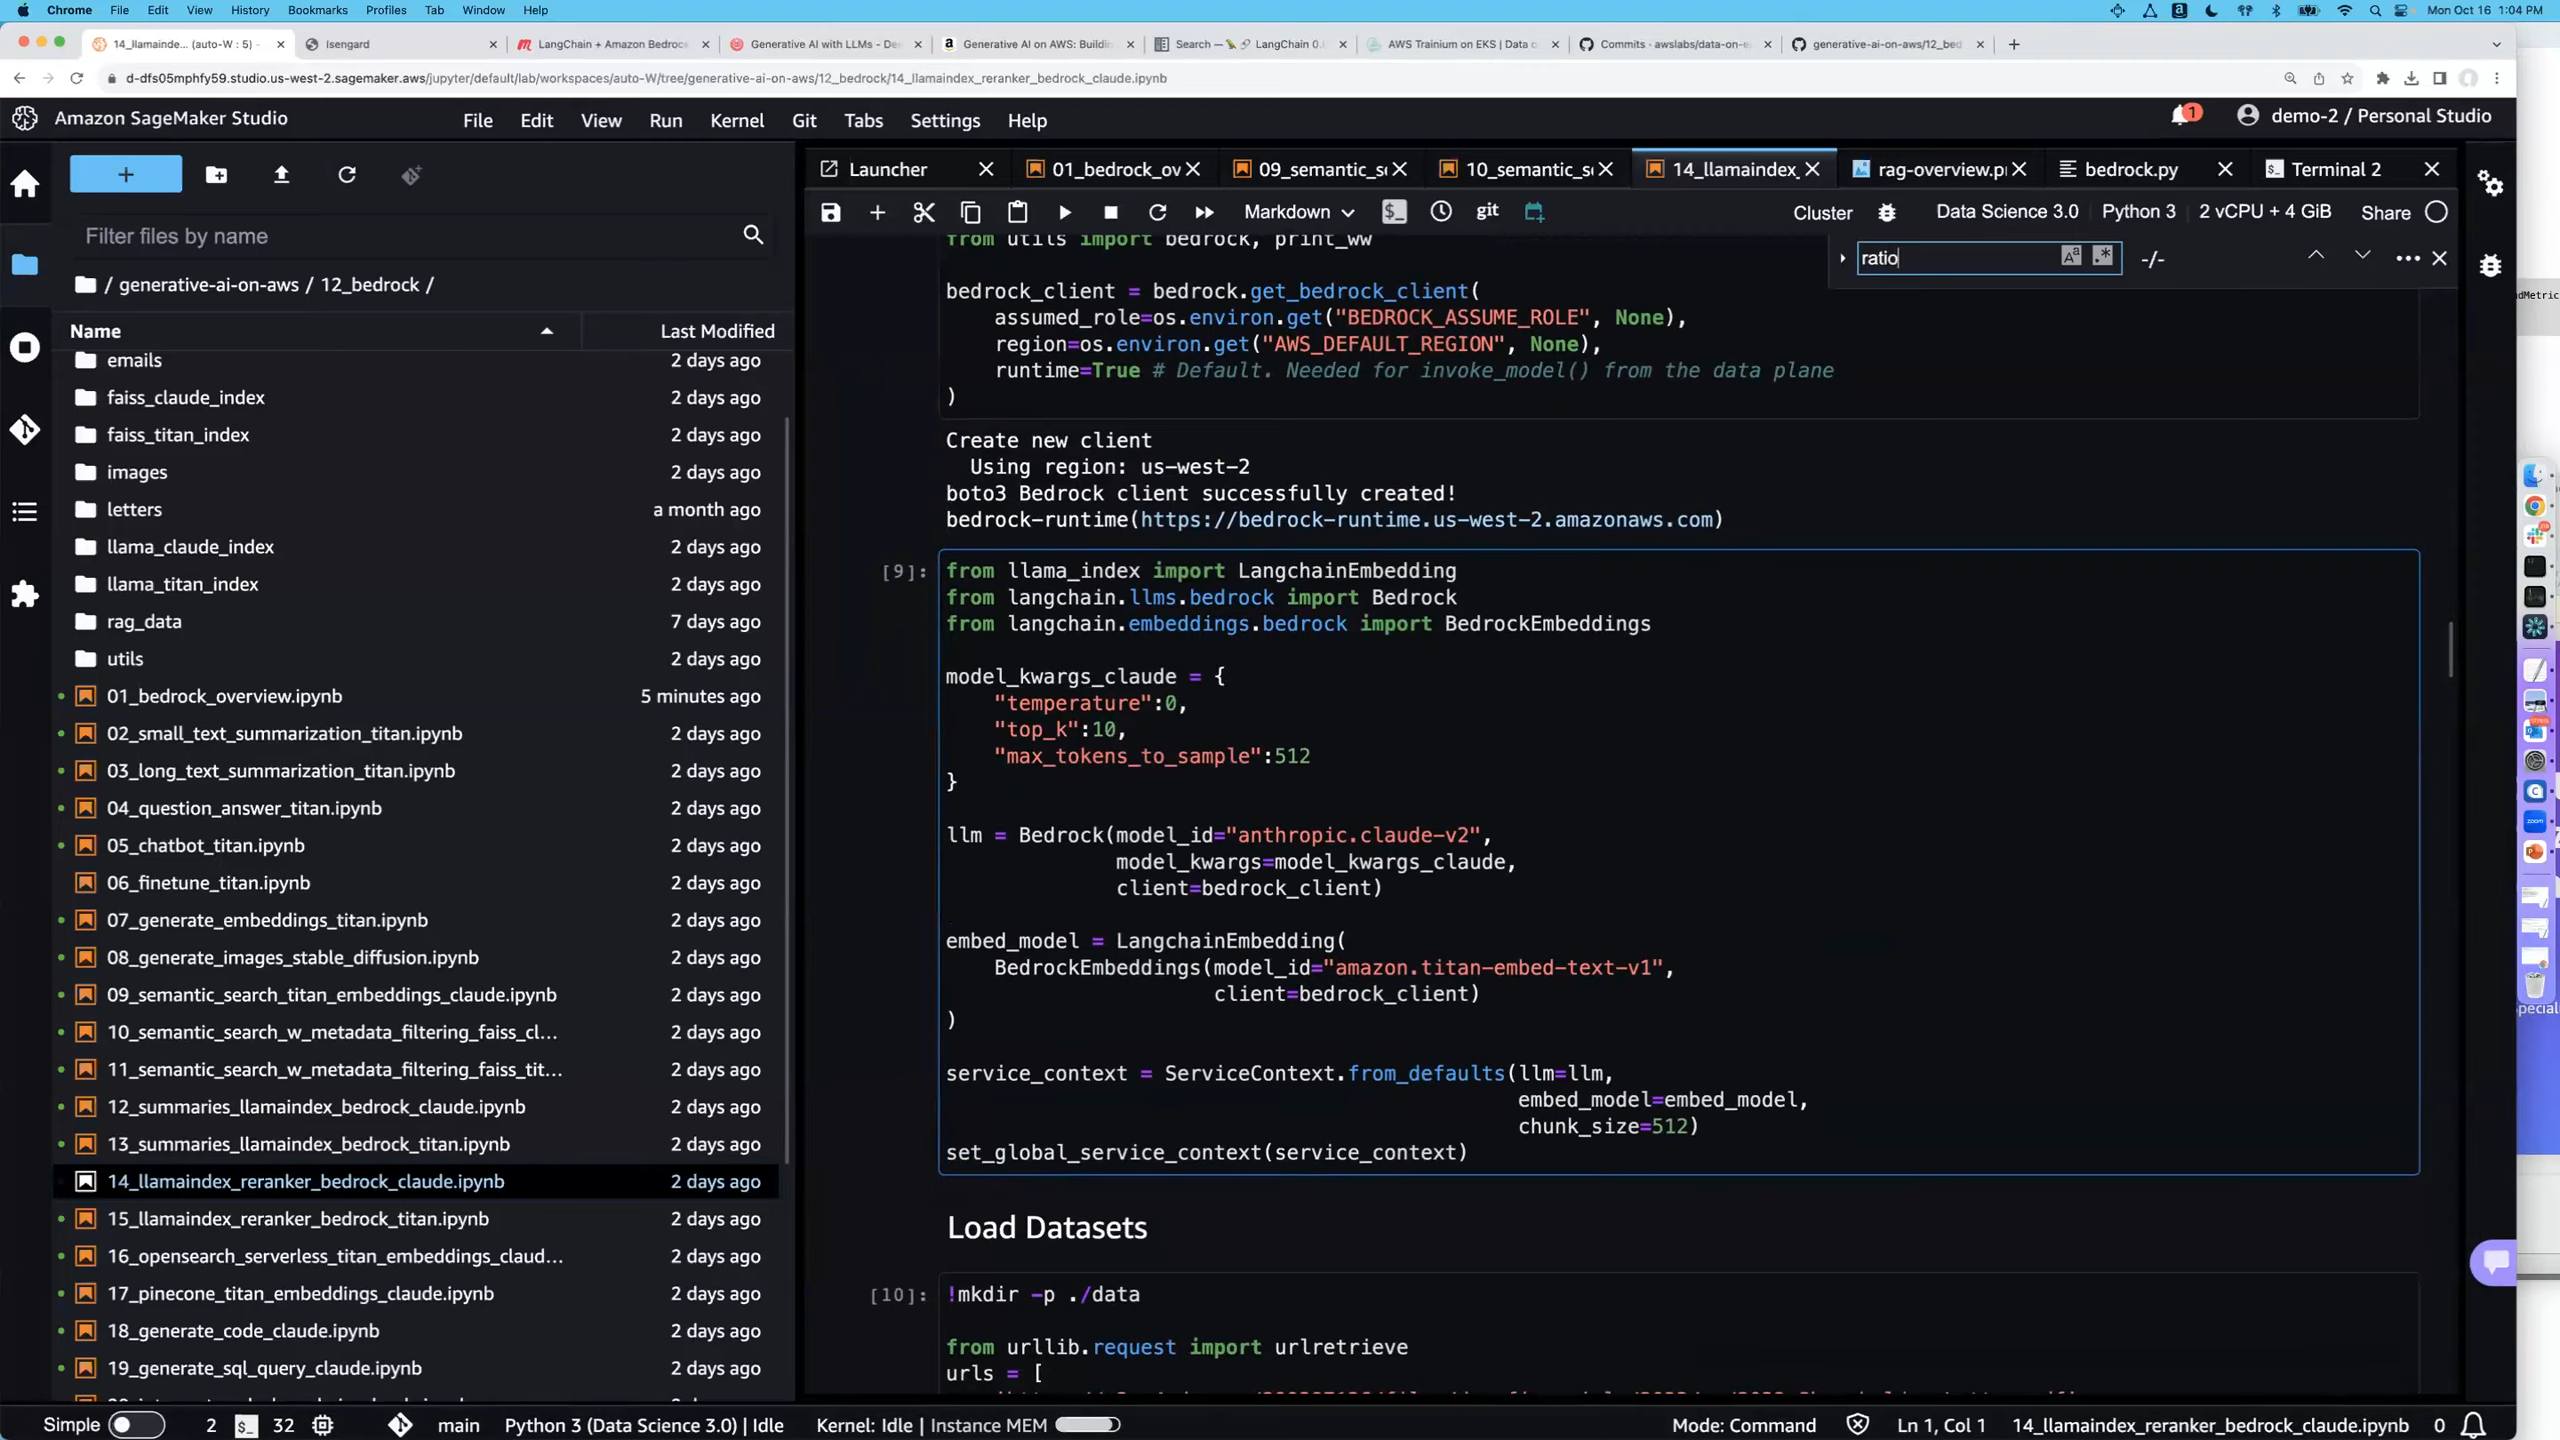 Chrome File Edit View History Bookmarks Profiles Tab Window Help Mon Oct 16 1:04 PM
14_llamainde... (auto-W : 5) - Isengard LangChain + Amazon Bedrock Generative AI with LLMs - De Generative AI on AWS: Buildi Search — LangChain 0. AWS Trainium on EKS | Data o Commits · awslabs/data-on-e generative-ai-on-aws/12_bed
d-dfs05mphfy59.studio.us-west-2.sagemaker.aws/jupyter/default/lab/workspaces/auto-W/tree/generative-ai-on-aws/12_bedrock/14_llamaindex_reranker_bedrock_claude.ipynb
Amazon SageMaker Studio File Edit View Run Kernel Git Tabs Settings Help 1 demo-2 / Personal Studio
Launcher 01_bedrock_ov 09_semantic_s 10_semantic_s 14_llamaindex_ rag-overview.p bedrock.py Terminal 2
Markdown git Cluster Data Science 3.0 Python 3 2 vCPU + 4 GiB Share
Filter files by name
ratio Aa .* -/-
/ generative-ai-on-aws / 12_bedrock /
Name Last Modified
emails 2 days ago
faiss_claude_index 2 days ago
faiss_titan_index 2 days ago
images 2 days ago
letters a month ago
llama_claude_index 2 days ago
llama_titan_index 2 days ago
rag_data 7 days ago
utils 2 days ago
01_bedrock_overview.ipynb 5 minutes ago
02_small_text_summarization_titan.ipynb 2 days ago
03_long_text_summarization_titan.ipynb 2 days ago
04_question_answer_titan.ipynb 2 days ago
05_chatbot_titan.ipynb 2 days ago
06_finetune_titan.ipynb 2 days ago
07_generate_embeddings_titan.ipynb 2 days ago
08_generate_images_stable_diffusion.ipynb 2 days ago
09_semantic_search_titan_embeddings_claude.ipynb 2 days ago
10_semantic_search_w_metadata_filtering_faiss_cl... 2 days ago
11_semantic_search_w_metadata_filtering_faiss_tit... 2 days ago
12_summaries_llamaindex_bedrock_claude.ipynb 2 days ago
13_summaries_llamaindex_bedrock_titan.ipynb 2 days ago
14_llamaindex_reranker_bedrock_claude.ipynb 2 days ago
15_llamaindex_reranker_bedrock_titan.ipynb 2 days ago
16_opensearch_serverless_titan_embeddings_claud... 2 days ago
17_pinecone_titan_embeddings_claude.ipynb 2 days ago
18_generate_code_claude.ipynb 2 days ago
19_generate_sql_query_claude.ipynb 2 days ago
from utils import bedrock, print_ww
bedrock_client = bedrock.get_bedrock_client(
assumed_role=os.environ.get("BEDROCK_ASSUME_ROLE", None),
region=os.environ.get("AWS_DEFAULT_REGION", None),
runtime=True # Default. Needed for invoke_model() from the data plane
)
Create new client
Using region: us-west-2
boto3 Bedrock client successfully created!
bedrock-runtime(https://bedrock-runtime.us-west-2.amazonaws.com)
[9]: from llama_index import LangchainEmbedding
from langchain.llms.bedrock import Bedrock
from langchain.embeddings.bedrock import BedrockEmbeddings
model_kwargs_claude = {
"temperature":0,
"top_k":10,
"max_tokens_to_sample":512
}
llm = Bedrock(model_id="anthropic.claude-v2",
model_kwargs=model_kwargs_claude,
client=bedrock_client)
embed_model = LangchainEmbedding(
BedrockEmbeddings(model_id="amazon.titan-embed-text-v1",
client=bedrock_client)
)
service_context = ServiceContext.from_defaults(llm=llm,
embed_model=embed_model,
chunk_size=512)
set_global_service_context(service_context)
Load Datasets
[10]: !mkdir -p ./data
from urllib.request import urlretrieve
urls = [
Simple 2 $_ 32 main Python 3 (Data Science 3.0) | Idle Kernel: Idle | Instance MEM Mode: Command Ln 1, Col 1 14_llamaindex_reranker_bedrock_claude.ipynb 0